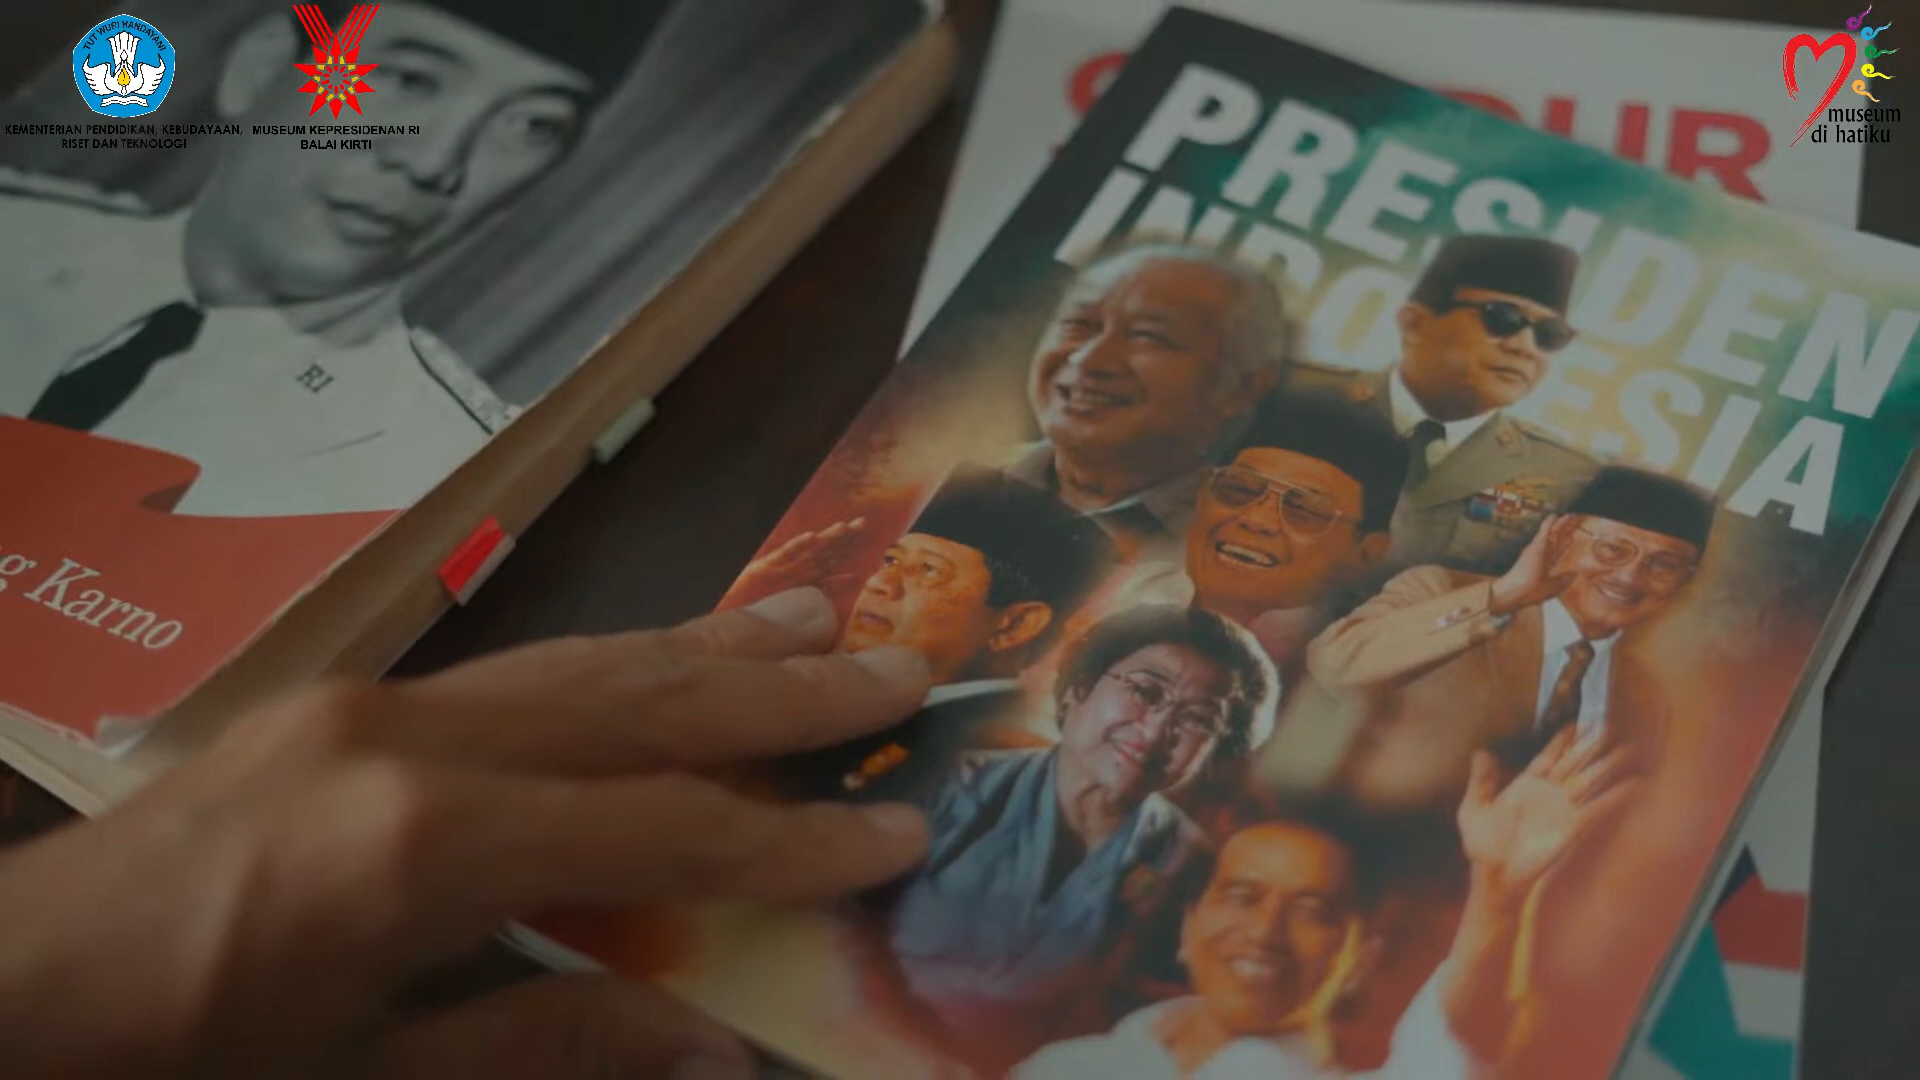 TUT WURI HANDAYANI
KEMENTERIAN PENDIDIKAN, KEBUDAYAAN,
RISET DAN TEKNOLOGI
MUSEUM KEPRESIDENAN RI
BALAI KIRTI
museum
di hatiku
PRESIDEN
INDONESIA
RI
Karno